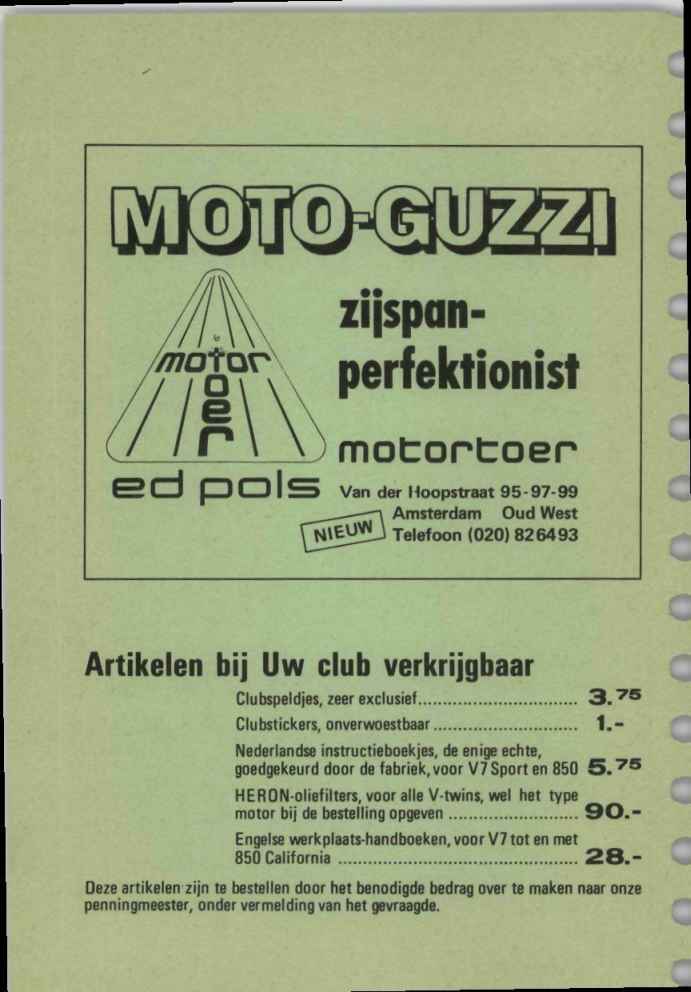 MOTO-GUZZI
zijspan-
perfektionist
motor
toer
motortoer
ed pols
Van der Hoopstraat 95-97-99
Amsterdam Oud West
NIEUW
Telefoon (020) 826493
Artikelen bij Uw club verkrijgbaar
Clubspeldjes, zeer exclusief................................ 3.75
Clubstickers, onverwoestbaar ............................. 1.-
Nederlandse instructieboekjes, de enige echte,
goedgekeurd door de fabriek, voor V7 Sport en 850 5.75
HERON-oliefilters, voor alle V-twins, wel het type
motor bij de bestelling opgeven .......................... 90.-
Engelse werkplaats-handboeken, voor V7 tot en met
850 California ................................................ 28.-
Deze artikelen zijn te bestellen door het benodigde bedrag over te maken naar onze
penningmeester, onder vermelding van het gevraagde.